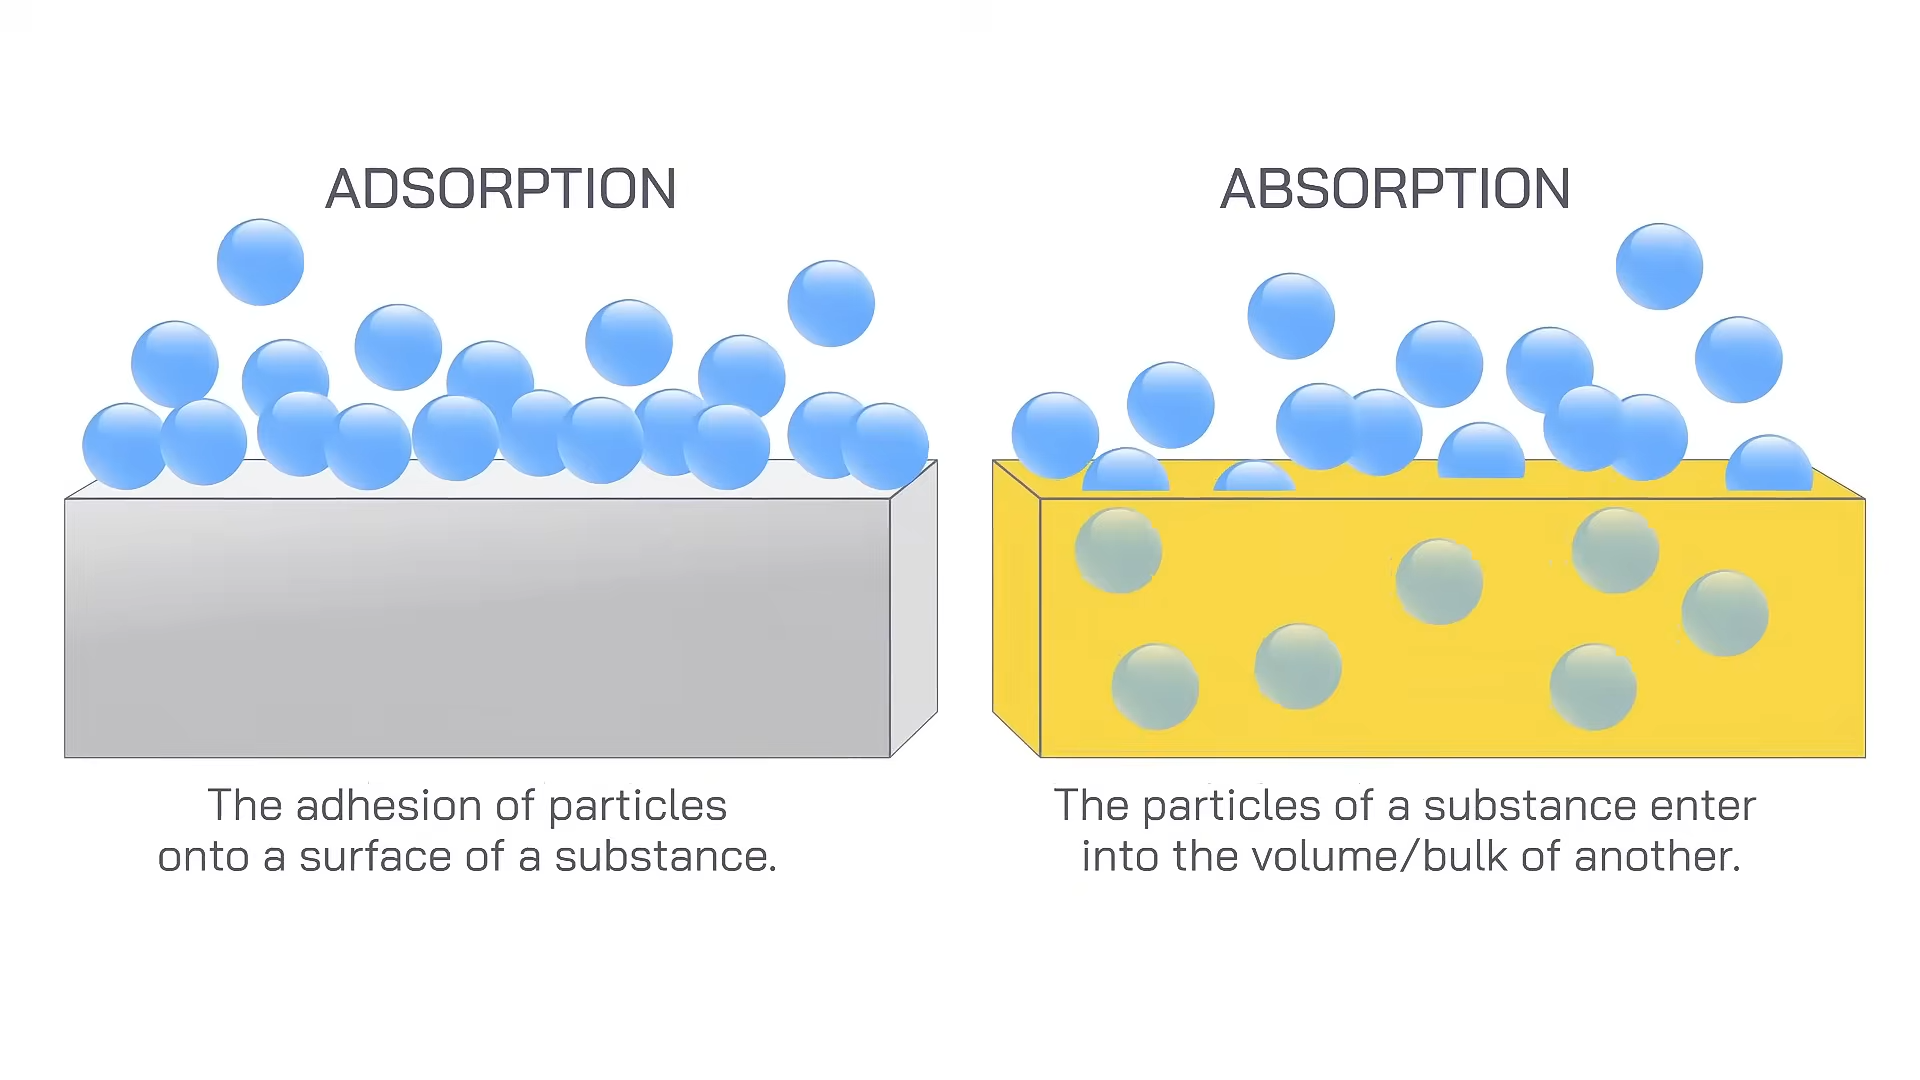 ADSORPTION
The adhesion of particles
onto a surface of a substance.
ABSORPTION
The particles of a substance enter
into the volume/bulk of another.